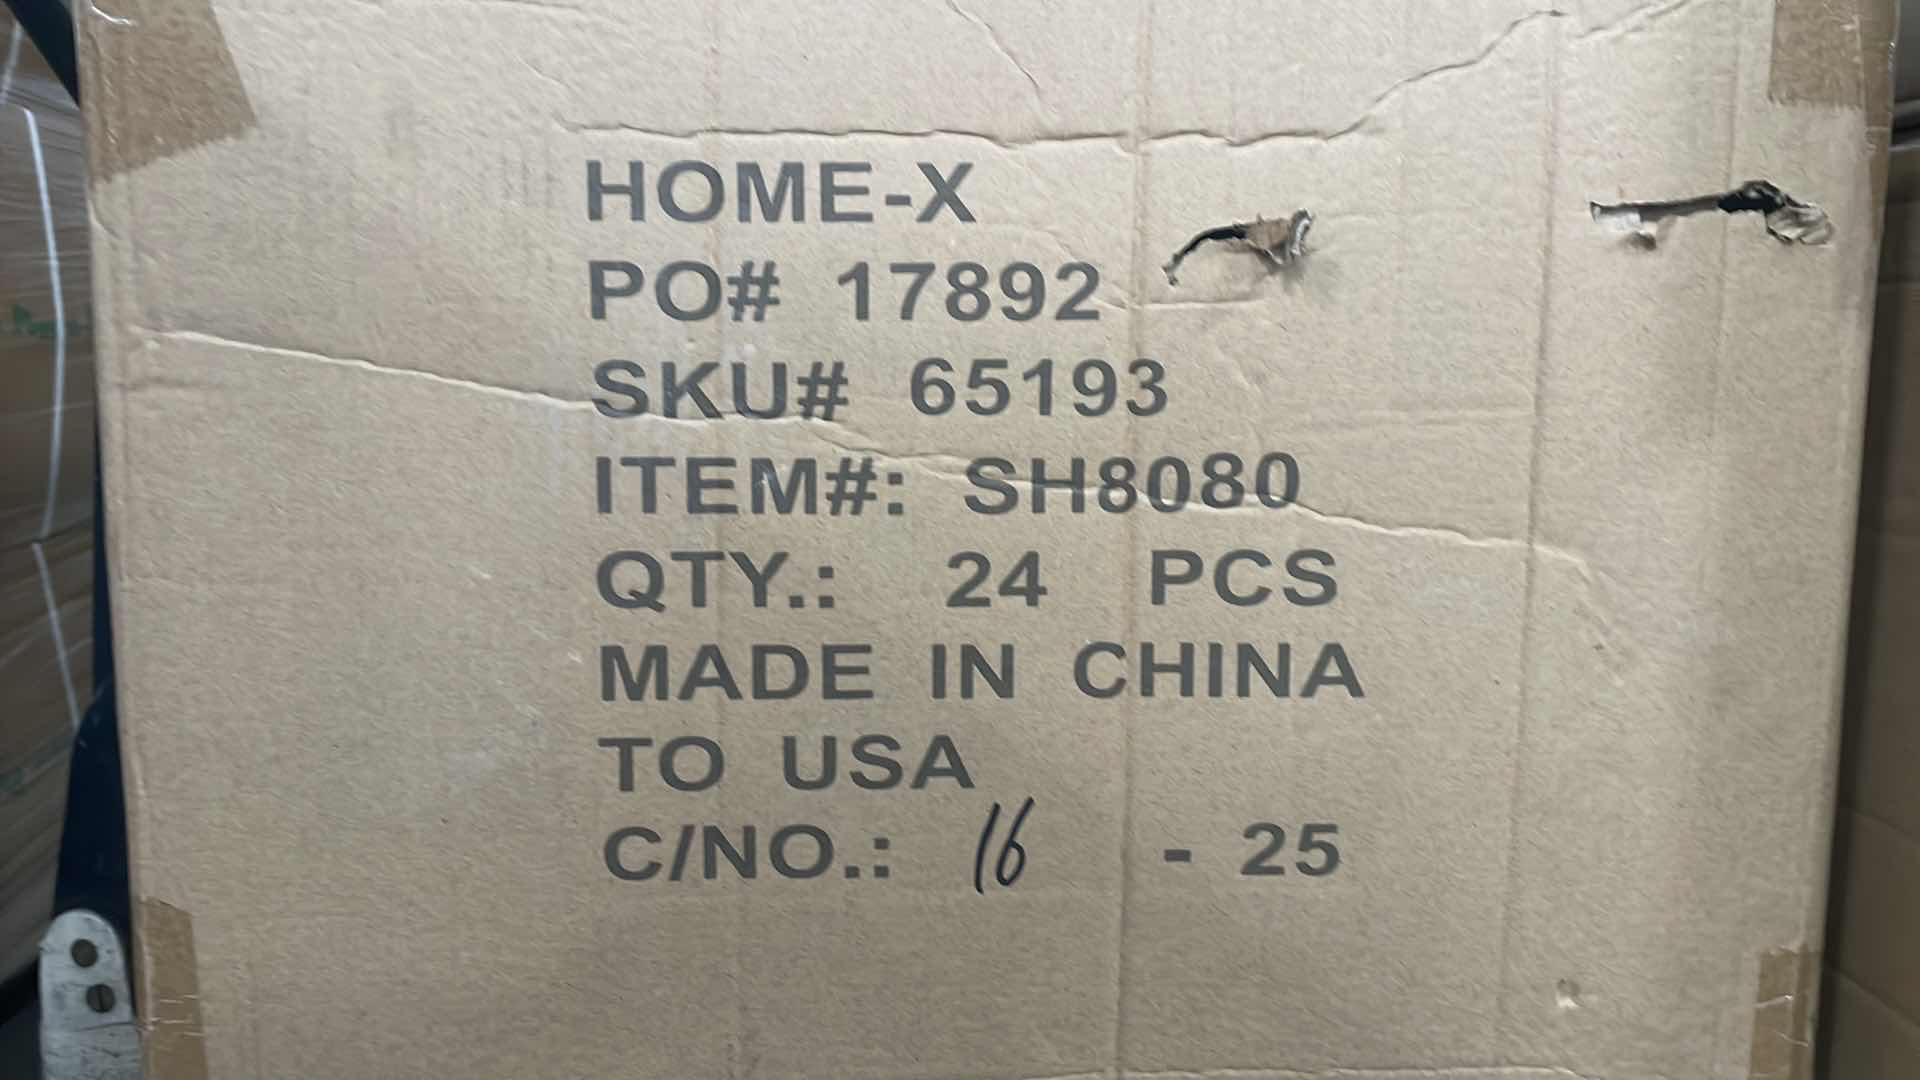 HOME-X
PO# 17892
SKU# 65193
ITEM#: SH8080
QTY.: 24 PCS
MADE IN CHINA
TO USA
C/NO.: 16 - 25